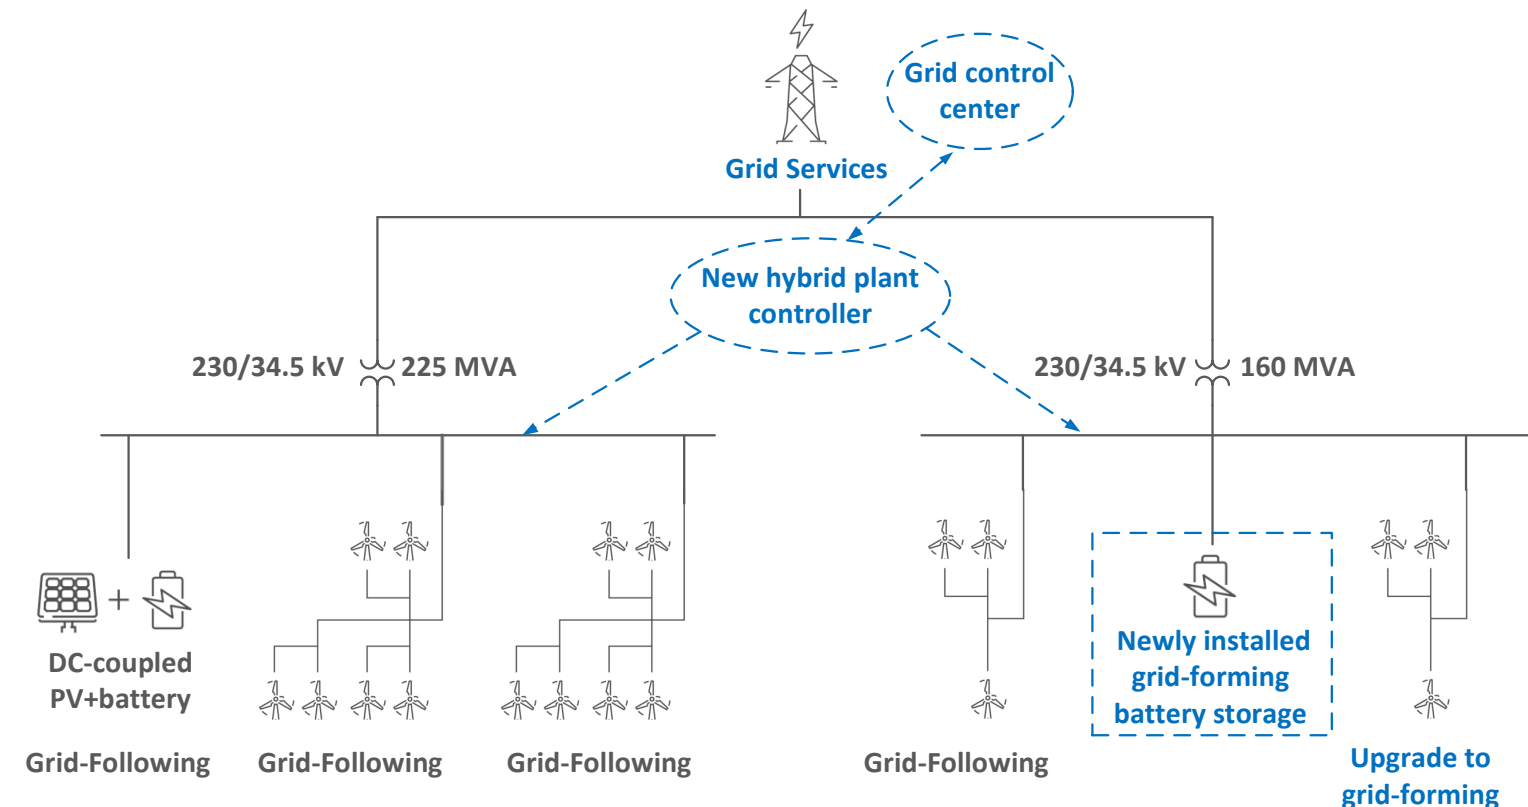 Grid control
center
Grid Services
New hybrid plant
controller
230/34.5 kV
225 MVA
230/34.5 kV
160 MVA
+
DC-coupled
PV+battery
Newly installed
grid-forming
battery storage
Grid-Following
Grid-Following
Grid-Following
Grid-Following
Upgrade to
grid-forming